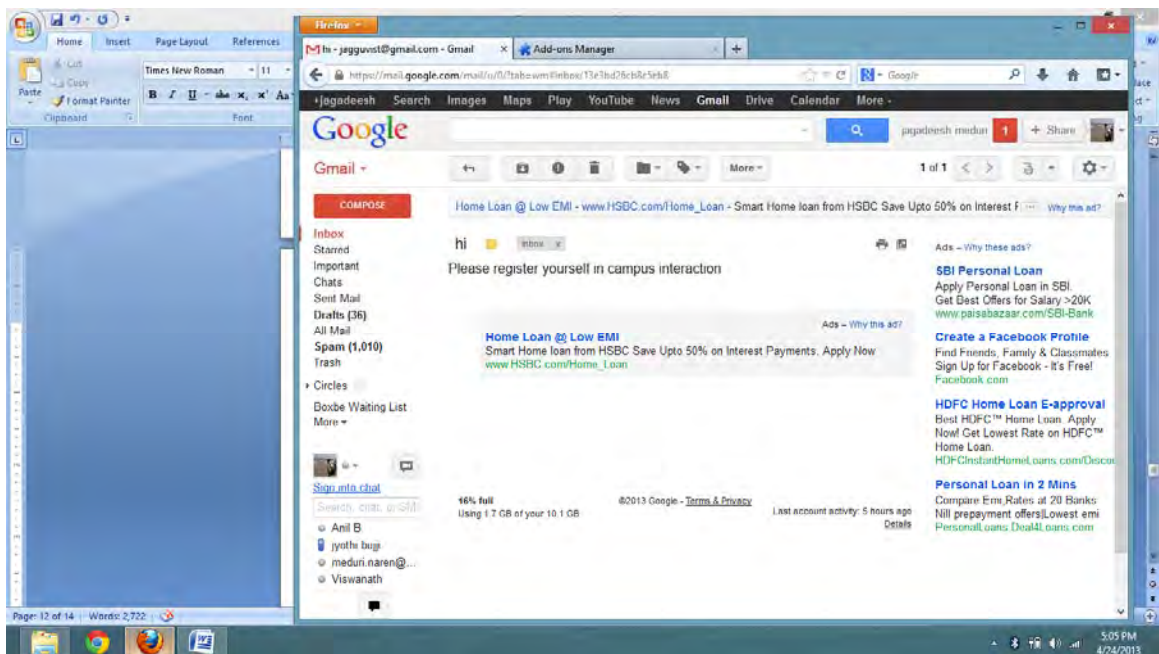 Home Insert Page Layout References
Cut
Copy
Paste
Format Painter
Clipboard
Times New Roman 11
B I U abe x, x' Aa
Font
Firefox
hi - jagguvist@gmail.com - Gmail
Add-ons Manager
Google
+Jagadeesh Search Images Maps Play YouTube News Gmail Drive Calendar More
Google
jagadeesh meduri 1 + Share
Gmail
More
1 of 1
COMPOSE
Home Loan @ Low EMI - www.HSBC.com/Home_Loan - Smart Home loan from HSBC Save Upto 50% on Interest F ... Why this ad?
Inbox
Starred
Important
Chats
Sent Mail
Drafts (36)
All Mail
Spam (1,010)
Trash
Circles
Boxbe Waiting List
More
hi
Inbox x
Please register yourself in campus interaction
Ads – Why this ad?
Home Loan @ Low EMI
Smart Home loan from HSBC Save Upto 50% on Interest Payments. Apply Now
www.HSBC.com/Home_Loan
Ads – Why these ads?
SBI Personal Loan
Apply Personal Loan in SBI.
Get Best Offers for Salary >20K
www.paisabazaar.com/SBI-Bank
Create a Facebook Profile
Find Friends, Family & Classmates
Sign Up for Facebook - It's Free!
Facebook.com
HDFC Home Loan E-approval
Best HDFC™ Home Loan. Apply
Now! Get Lowest Rate on HDFC™
Home Loan.
HDFCInstantHomeLoans.com/Discou
Personal Loan in 2 Mins
Compare Emi,Rates at 20 Banks
Nill prepayment offers|Lowest emi
PersonalLoans.Deal4Loans.com
Sign into chat
Search, chat, or SM
Anil B
jyothi bujji
meduri.naren@...
Viswanath
16% full
Using 1.7 GB of your 10.1 GB
©2013 Google - Terms & Privacy
Last account activity: 5 hours ago
Details
Page: 12 of 14 Words: 2,722
5:05 PM
4/24/2013